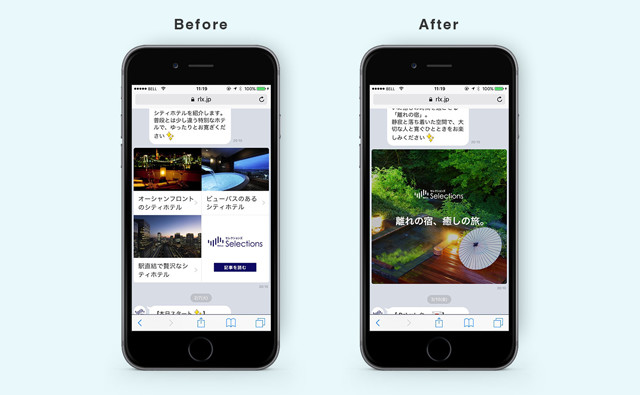 Before
After
BELL
11:19
100%
rlx.jp
シティホテルを紹介します。
普段とは少し違う特別なホテ
ルで、ゆったりとお寛ぎくださ
い
オーシャンフロント
のシティホテル
ビューバスのある
シティホテル
駅直結で贅沢なシ
ティホテル
Selections
記事を読む
BELL
11:19
100%
rlx.jp
「離れの宿」。
静寂と落ち着いた空間で、大
切な人と寛ぐひとときをお楽
しみください
Selections
離れの宿、癒しの旅。